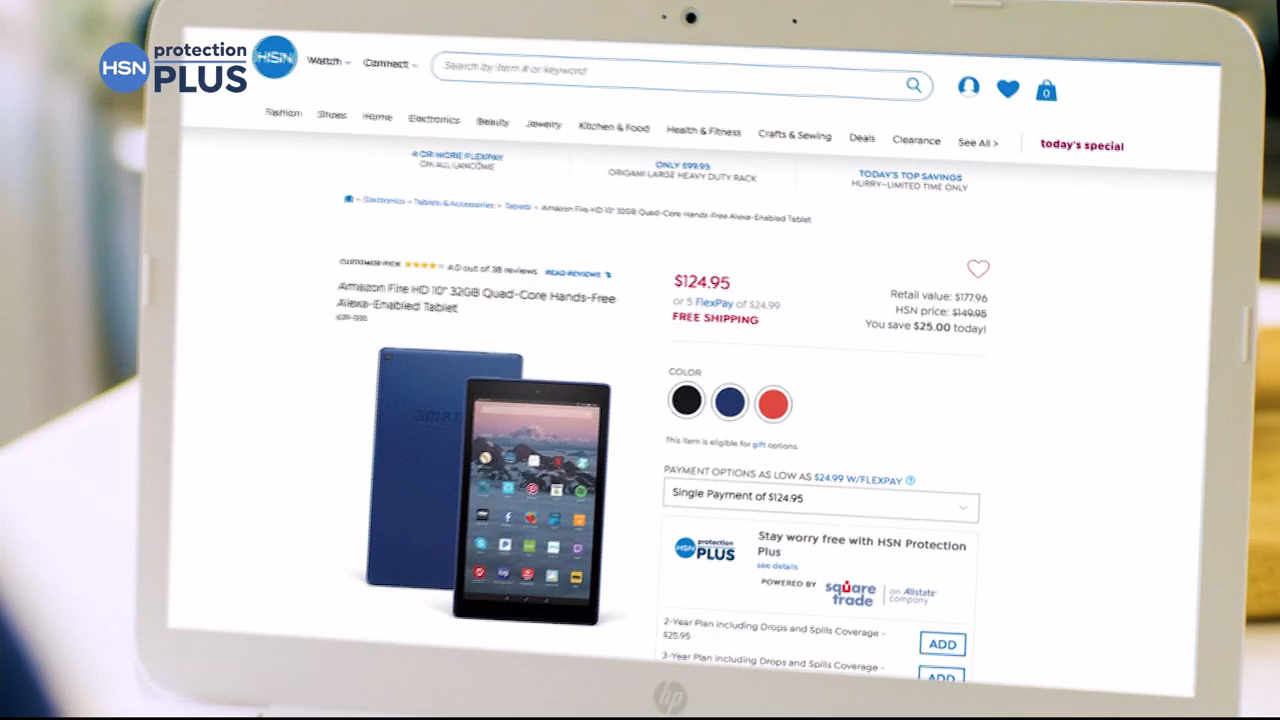 HSN protection PLUS
HSN Watch Connect Search by item # or keyword 0
Fashion Shoes Home Electronics Beauty Jewelry Kitchen & Food Health & Fitness Crafts & Sewing Deals Clearance See All > today's special
4 OR MORE FLEXPAY
ON ALL LANCOME
ONLY $99.95
ORIGAMI LARGE HEAVY DUTY RACK
TODAY'S TOP SAVINGS
HURRY-LIMITED TIME ONLY
Electronics > Tablets & Accessories > Tablets > Amazon Fire HD 10" 32GB Quad-Core Hands-Free Alexa-Enabled Tablet
CUSTOMER PICK 4.0 out of 38 reviews READ REVIEWS
Amazon Fire HD 10" 32GB Quad-Core Hands-Free
Alexa-Enabled Tablet
amaz
$124.95
or 5 FlexPay of $24.99
FREE SHIPPING
Retail value: $177.96
HSN price: $149.95
You save $25.00 today!
COLOR
This item is eligible for gift options.
PAYMENT OPTIONS AS LOW AS $24.99 W/FLEXPAY ?
Single Payment of $124.95
HSN protection PLUS
Stay worry free with HSN Protection
Plus
see details
POWERED BY square trade an Allstate company
2-Year Plan including Drops and Spills Coverage -
$25.95
ADD
3-Year Plan including Drops and Spills Coverage -
ADD
hp